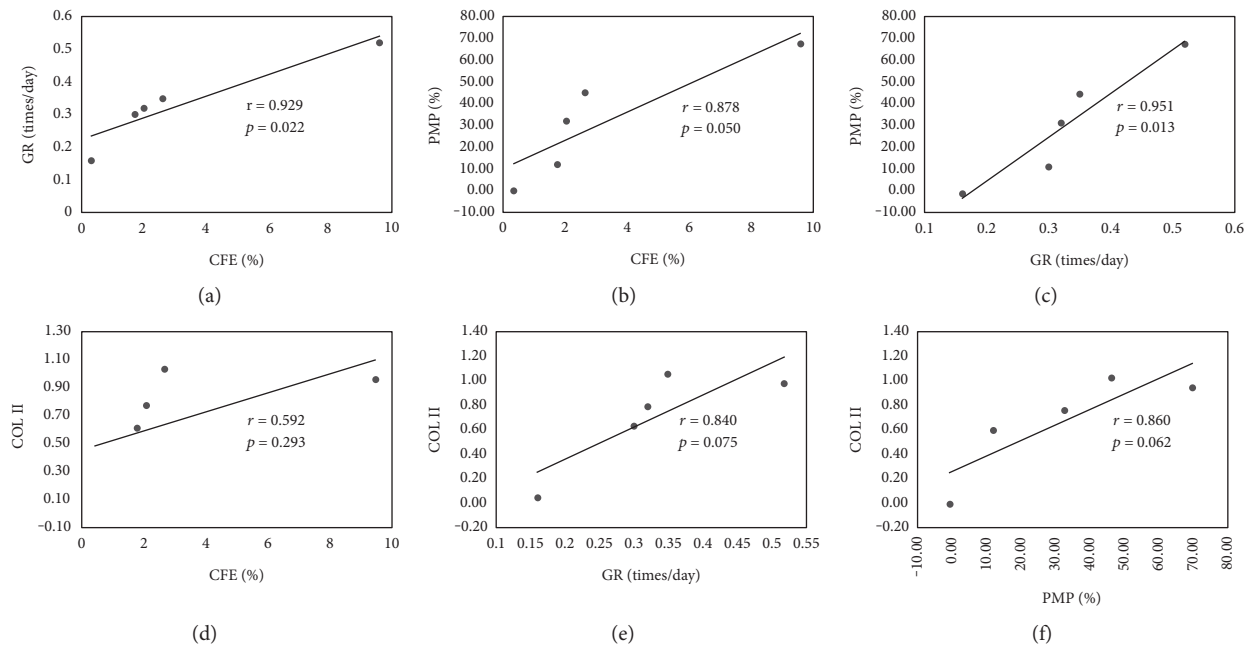 0.6
0.5
0.4
0.3
0.2
0.1
0
GR (times/day)
r = 0.929
p = 0.022
0 2 4 6 8 10
CFE (%)
(a)
80.00
70.00
60.00
50.00
40.00
30.00
20.00
10.00
0.00
−10.00
PMP (%)
r = 0.878
p = 0.050
0 2 4 6 8 10
CFE (%)
(b)
80.00
70.00
60.00
50.00
40.00
30.00
20.00
10.00
0.00
−10.00
PMP (%)
r = 0.951
p = 0.013
0.1 0.2 0.3 0.4 0.5 0.6
GR (times/day)
(c)
1.30
1.10
0.90
0.70
0.50
0.30
0.10
−0.10
COL II
r = 0.592
p = 0.293
0 2 4 6 8 10
CFE (%)
(d)
1.40
1.20
1.00
0.80
0.60
0.40
0.20
0.00
−0.20
COL II
r = 0.840
p = 0.075
0.1 0.15 0.2 0.25 0.3 0.35 0.4 0.45 0.5 0.55
GR (times/day)
(e)
1.40
1.20
1.00
0.80
0.60
0.40
0.20
0.00
−0.20
COL II
r = 0.860
p = 0.062
−10.00 0.00 10.00 20.00 30.00 40.00 50.00 60.00 70.00 80.00
PMP (%)
(f)